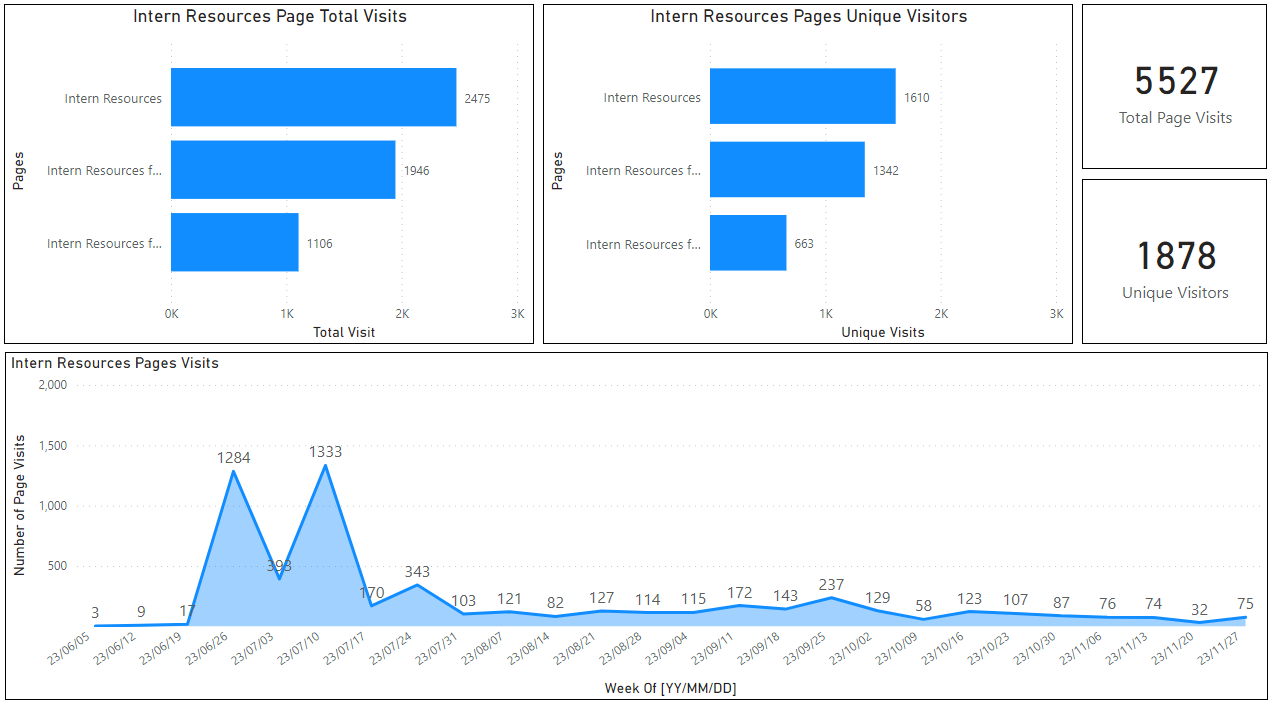 Intern Resources Page Total Visits
Pages
Intern Resources 2475
Intern Resources f... 1946
Intern Resources f... 1106
0K 1K 2K 3K
Total Visit
Intern Resources Pages Unique Visitors
Pages
Intern Resources 1610
Intern Resources f... 1342
Intern Resources f... 663
0K 1K 2K 3K
Unique Visits
5527
Total Page Visits
1878
Unique Visitors
Intern Resources Pages Visits
Number of Page Visits
2,000
1,500
1,000
500
3 9 17 1284 393 1333 170 343 103 121 82 127 114 115 172 143 237 129 58 123 107 87 76 74 32 75
23/06/05 23/06/12 23/06/19 23/06/26 23/07/03 23/07/10 23/07/17 23/07/24 23/07/31 23/08/07 23/08/14 23/08/21 23/08/28 23/09/04 23/09/11 23/09/18 23/09/25 23/10/02 23/10/09 23/10/16 23/10/23 23/10/30 23/11/06 23/11/13 23/11/20 23/11/27
Week Of [YY/MM/DD]